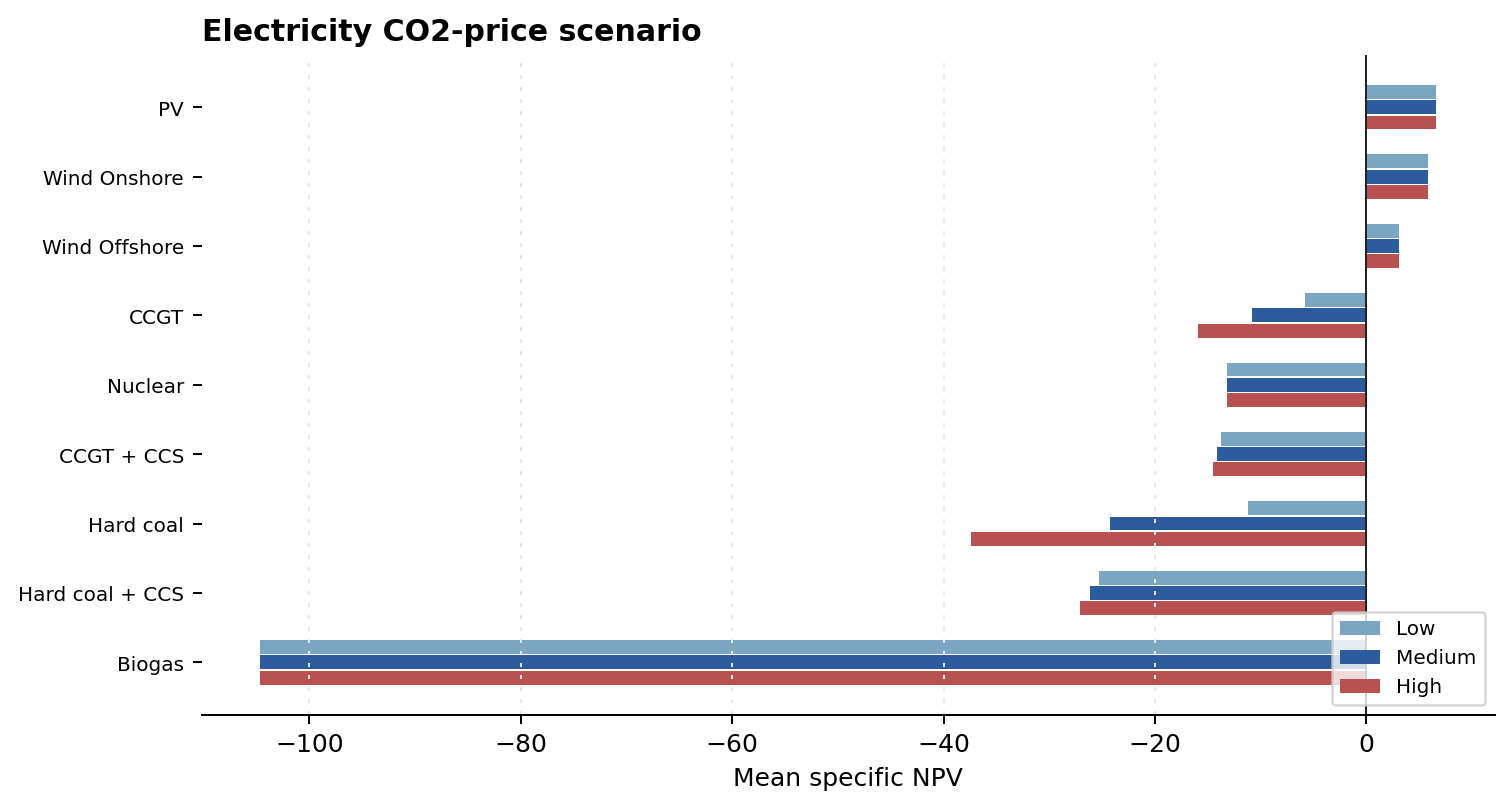 Electricity CO2-price scenario
PV
Wind Onshore
Wind Offshore
CCGT
Nuclear
CCGT + CCS
Hard coal
Hard coal + CCS
Biogas
Low
Medium
High
−100 −80 −60 −40 −20 0
Mean specific NPV